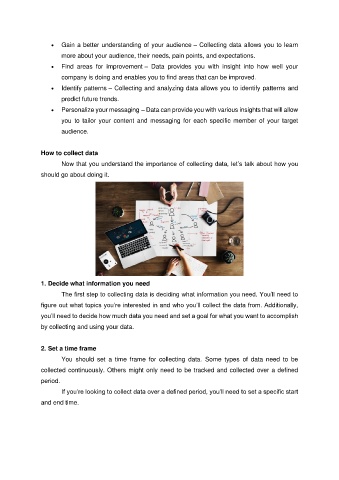 • Gain a better understanding of your audience – Collecting data allows you to learn
more about your audience, their needs, pain points, and expectations.
• Find areas for improvement – Data provides you with insight into how well your
company is doing and enables you to find areas that can be improved.
• Identify patterns – Collecting and analyzing data allows you to identify patterns and
predict future trends.
• Personalize your messaging – Data can provide you with various insights that will allow
you to tailor your content and messaging for each specific member of your target
audience.
How to collect data
Now that you understand the importance of collecting data, let's talk about how you
should go about doing it.
1. Decide what information you need
The first step to collecting data is deciding what information you need. You'll need to
figure out what topics you're interested in and who you'll collect the data from. Additionally,
you'll need to decide how much data you need and set a goal for what you want to accomplish
by collecting and using your data.
2. Set a time frame
You should set a time frame for collecting data. Some types of data need to be
collected continuously. Others might only need to be tracked and collected over a defined
period.
If you're looking to collect data over a defined period, you'll need to set a specific start
and end time.